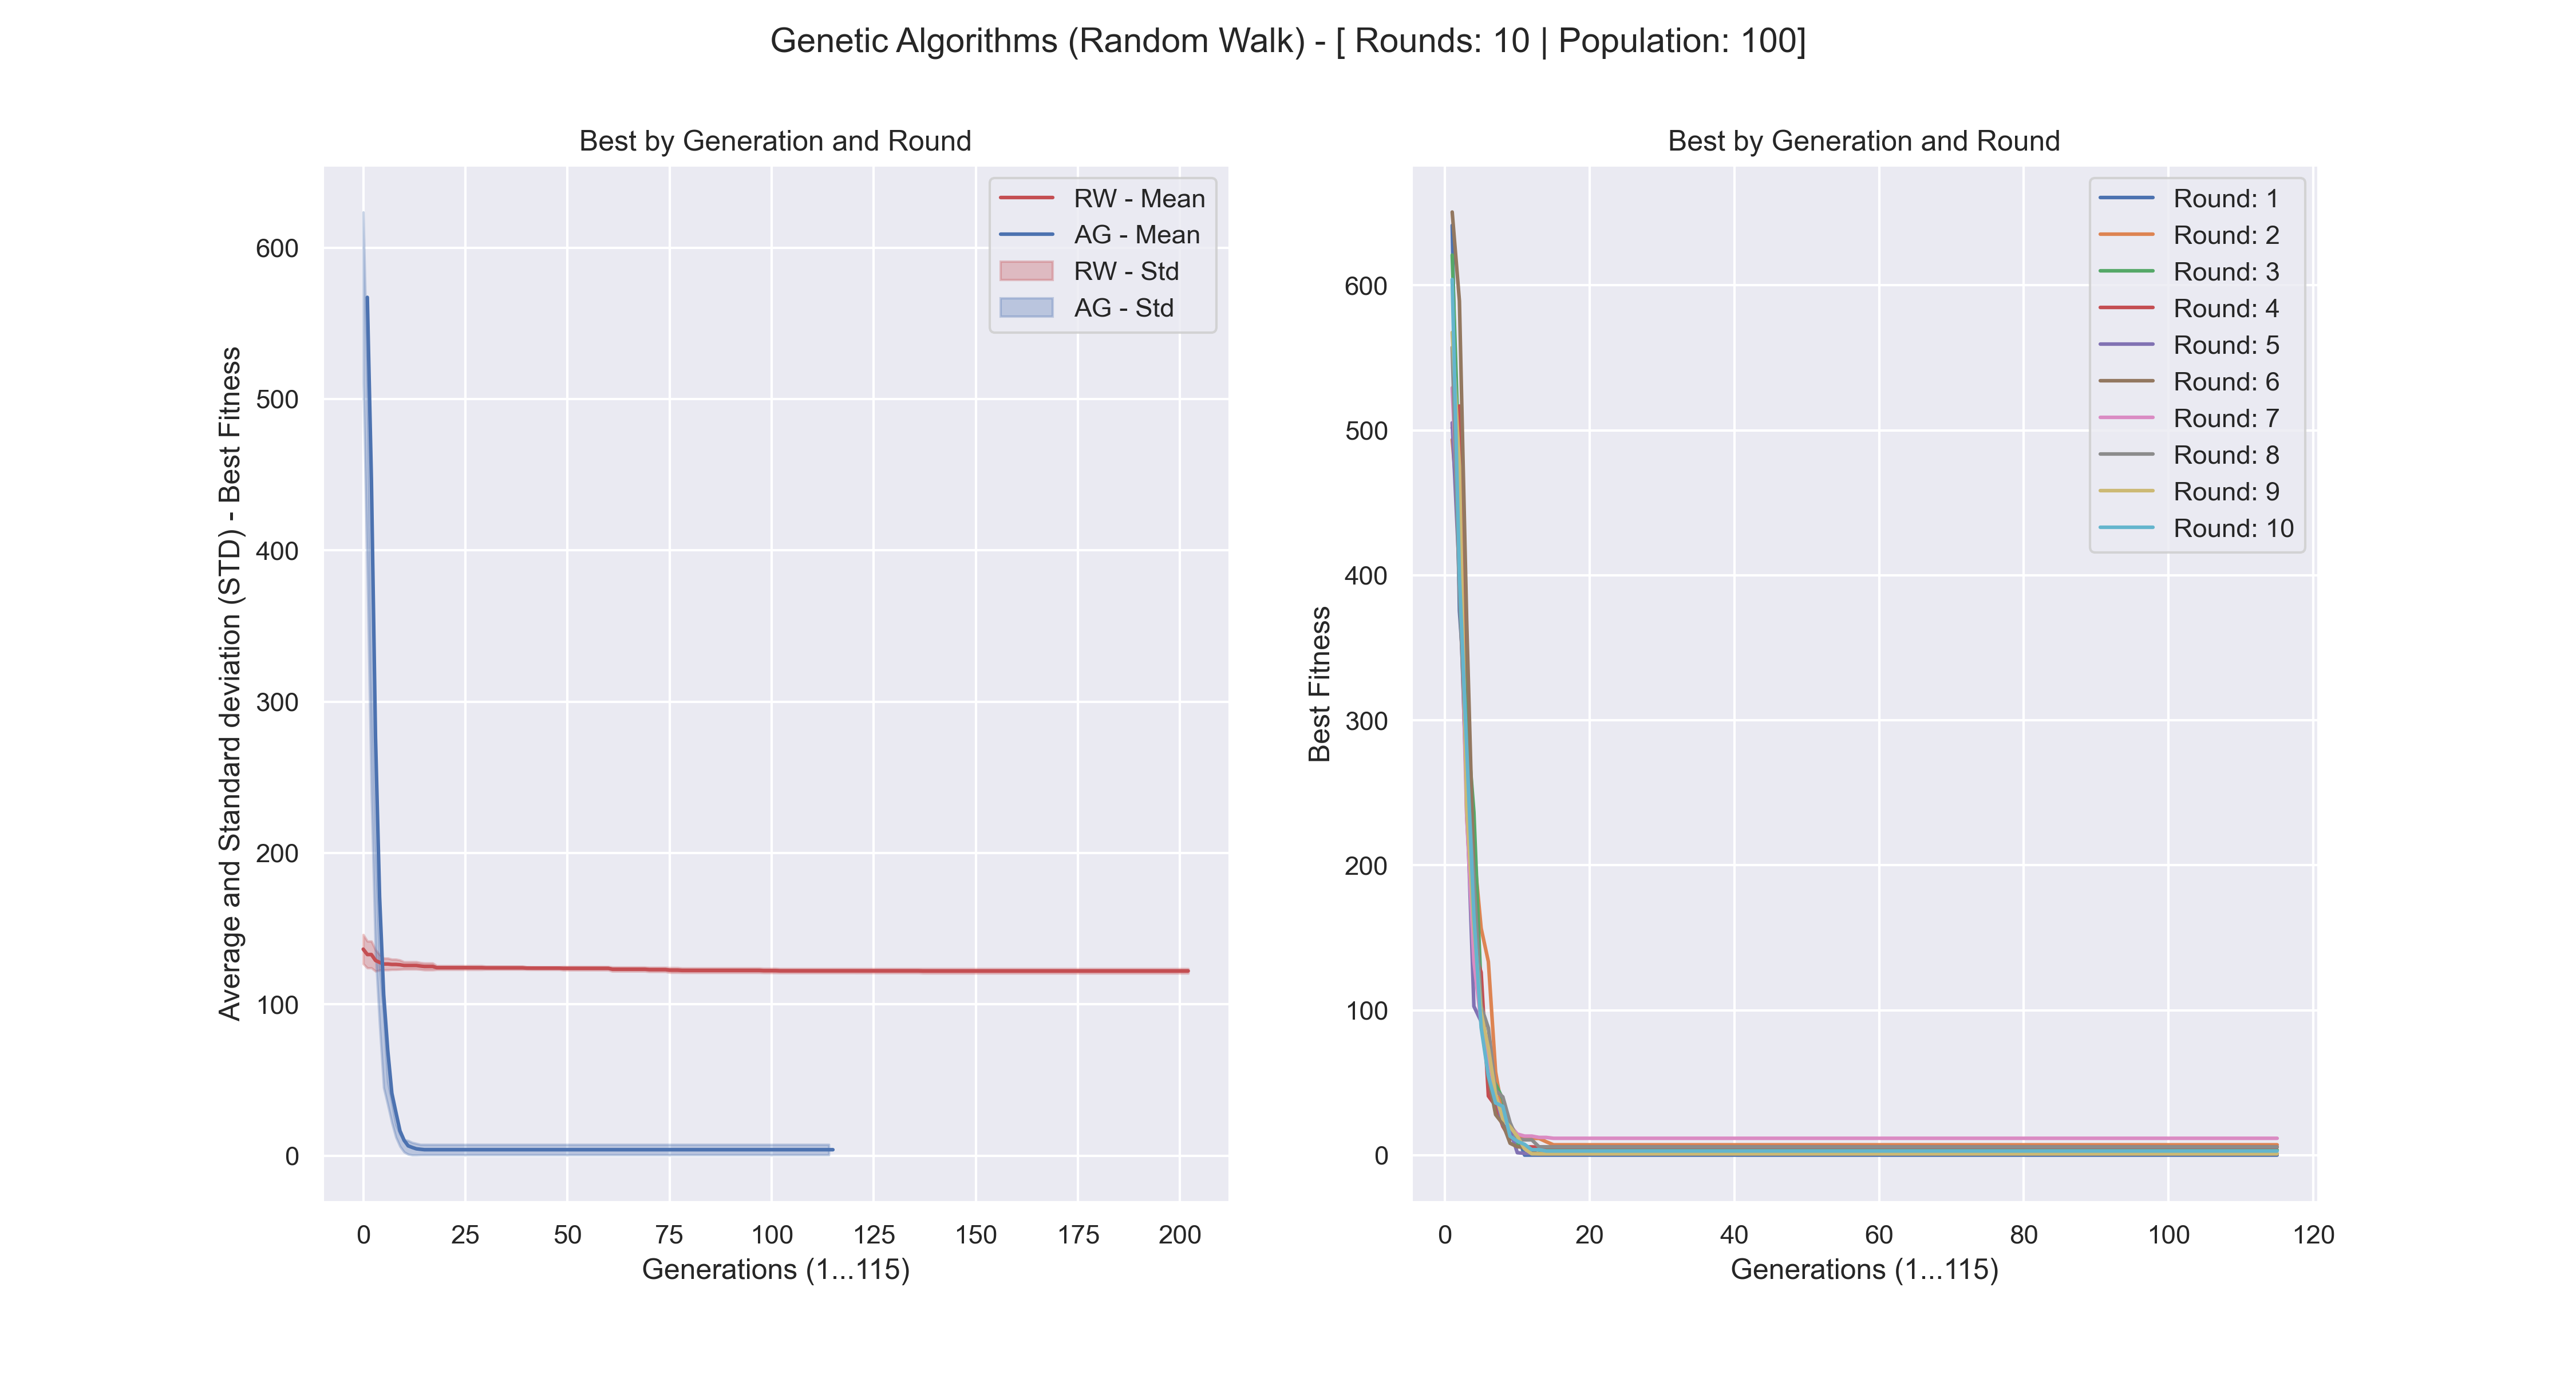 Genetic Algorithms (Random Walk) - [ Rounds: 10 | Population: 100]
Best by Generation and Round
Average and Standard deviation (STD) - Best Fitness
600
500
400
300
200
100
0
0 25 50 75 100 125 150 175 200
Generations (1...115)
RW - Mean
AG - Mean
RW - Std
AG - Std
Best by Generation and Round
Best Fitness
600
500
400
300
200
100
0
0 20 40 60 80 100 120
Generations (1...115)
Round: 1
Round: 2
Round: 3
Round: 4
Round: 5
Round: 6
Round: 7
Round: 8
Round: 9
Round: 10